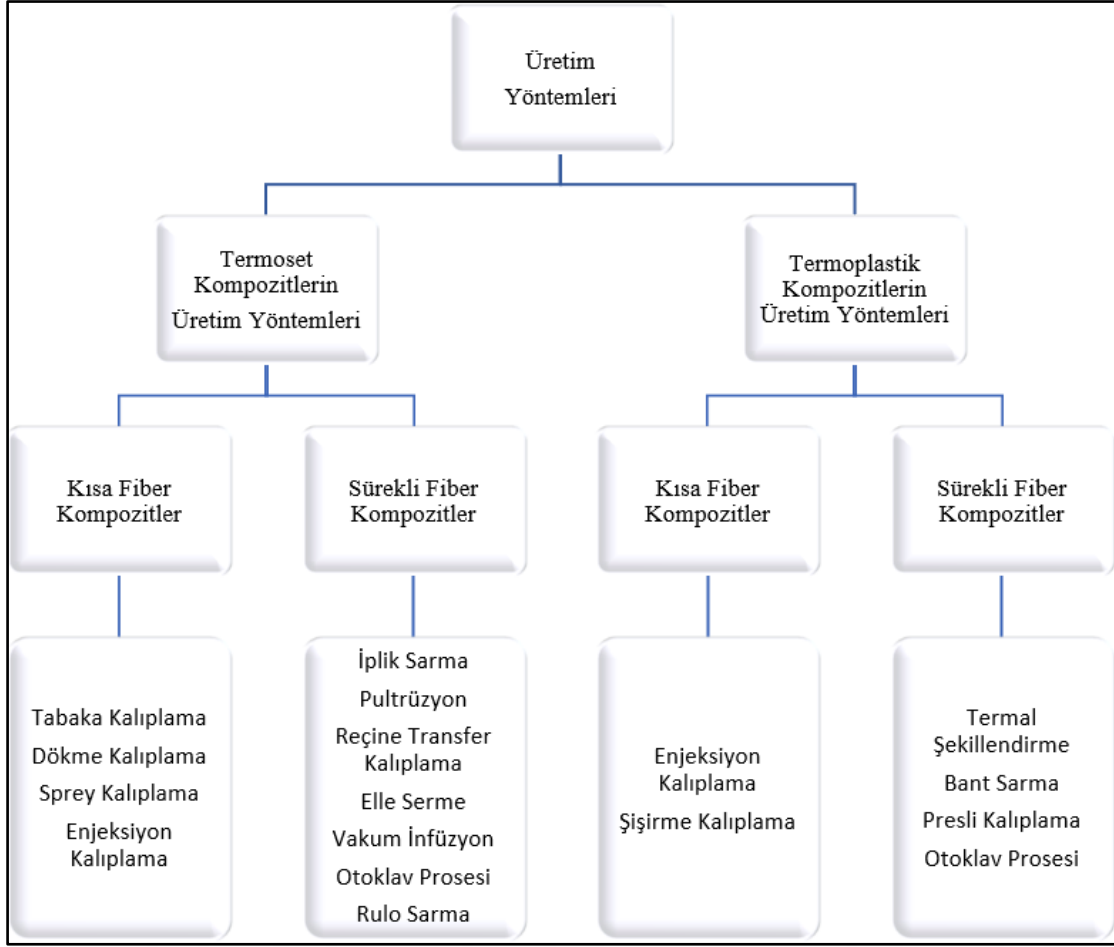 Üretim
Yöntemleri
Termoset
Kompozitlerin
Üretim Yöntemleri
Termoplastik
Kompozitlerin
Üretim Yöntemleri
Kısa Fiber
Kompozitler
Sürekli Fiber
Kompozitler
Kısa Fiber
Kompozitler
Sürekli Fiber
Kompozitler
Tabaka Kalıplama
Dökme Kalıplama
Sprey Kalıplama
Enjeksiyon
Kalıplama
İplik Sarma
Pultrüzyon
Reçine Transfer
Kalıplama
Elle Serme
Vakum İnfüzyon
Otoklav Prosesi
Rulo Sarma
Enjeksiyon
Kalıplama
Şişirme Kalıplama
Termal
Şekillendirme
Bant Sarma
Presli Kalıplama
Otoklav Prosesi